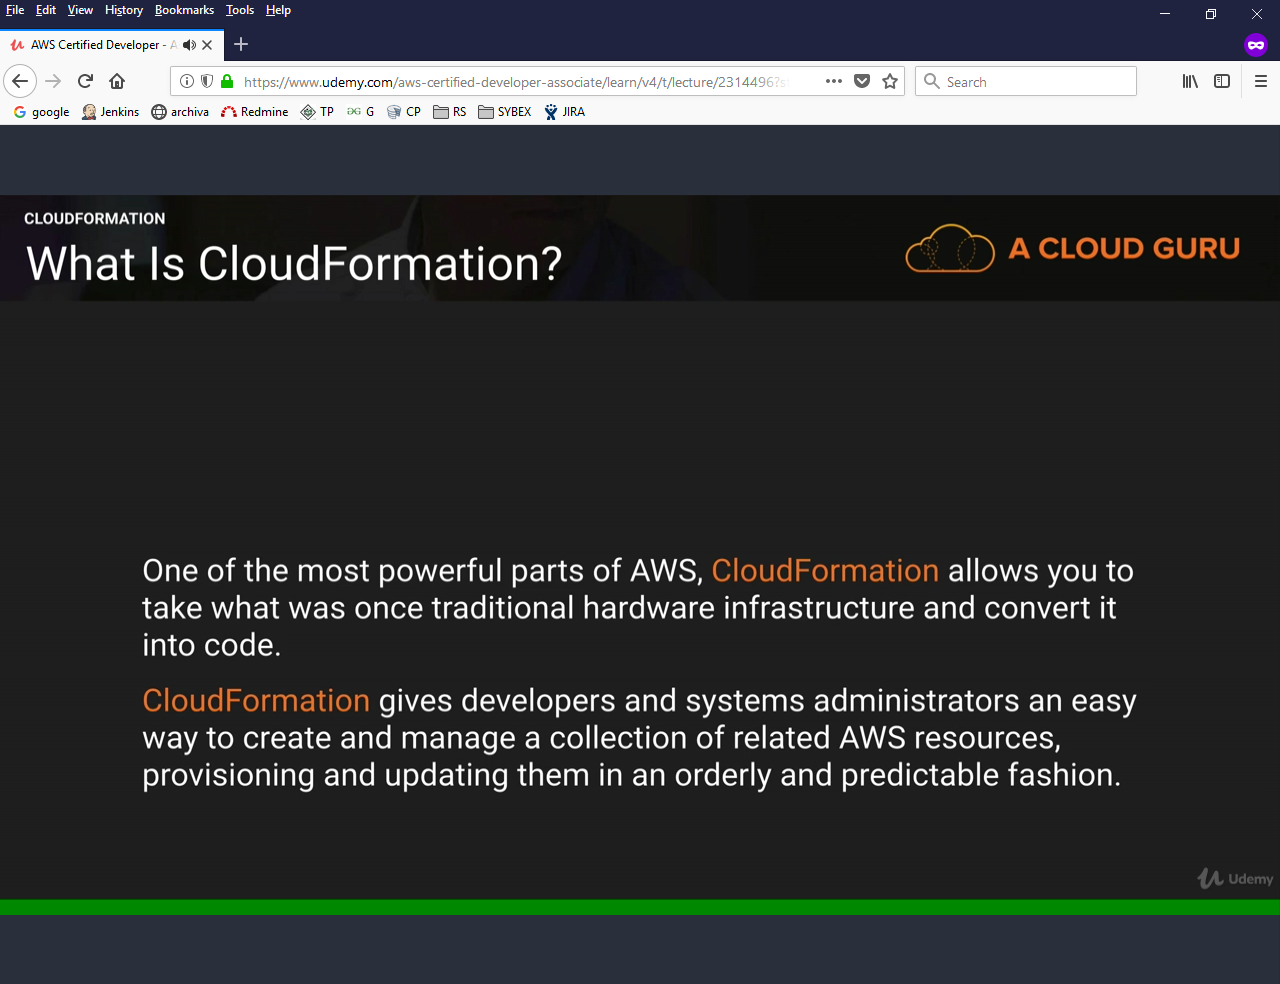 File Edit View History Bookmarks Tools Help
AWS Certified Developer - A
https://www.udemy.com/aws-certified-developer-associate/learn/v4/t/lecture/2314496?s
Search
google Jenkins archiva Redmine TP G CP RS SYBEX JIRA
CLOUDFORMATION
What Is CloudFormation?
A CLOUD GURU
One of the most powerful parts of AWS, CloudFormation allows you to
take what was once traditional hardware infrastructure and convert it
into code.
CloudFormation gives developers and systems administrators an easy
way to create and manage a collection of related AWS resources,
provisioning and updating them in an orderly and predictable fashion.
Udemy